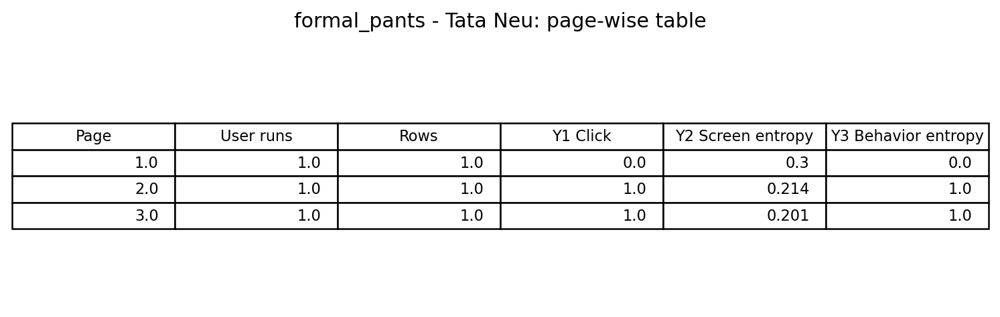 formal_pants - Tata Neu: page-wise table
Page User runs Rows Y1 Click Y2 Screen entropy Y3 Behavior entropy
1.0 1.0 1.0 0.0 0.3 0.0
2.0 1.0 1.0 1.0 0.214 1.0
3.0 1.0 1.0 1.0 0.201 1.0